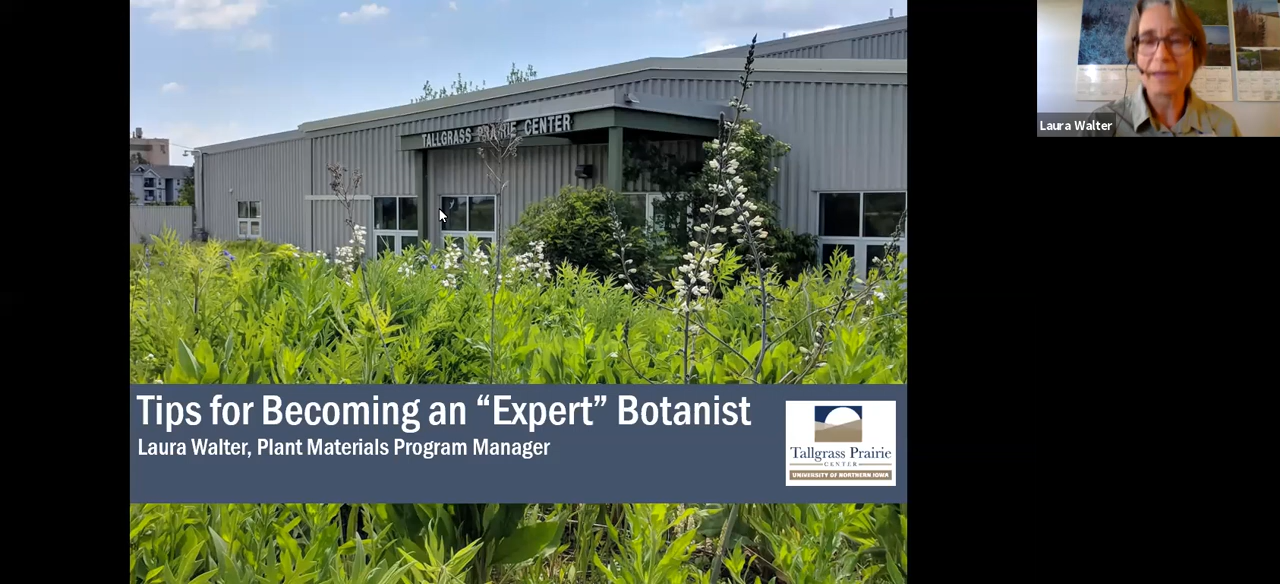 TALLGRASS PRAIRIE CENTER
Laura Walter
Tips for Becoming an “Expert” Botanist
Laura Walter, Plant Materials Program Manager
Tallgrass Prairie
CENTER
UNIVERSITY OF NORTHERN IOWA